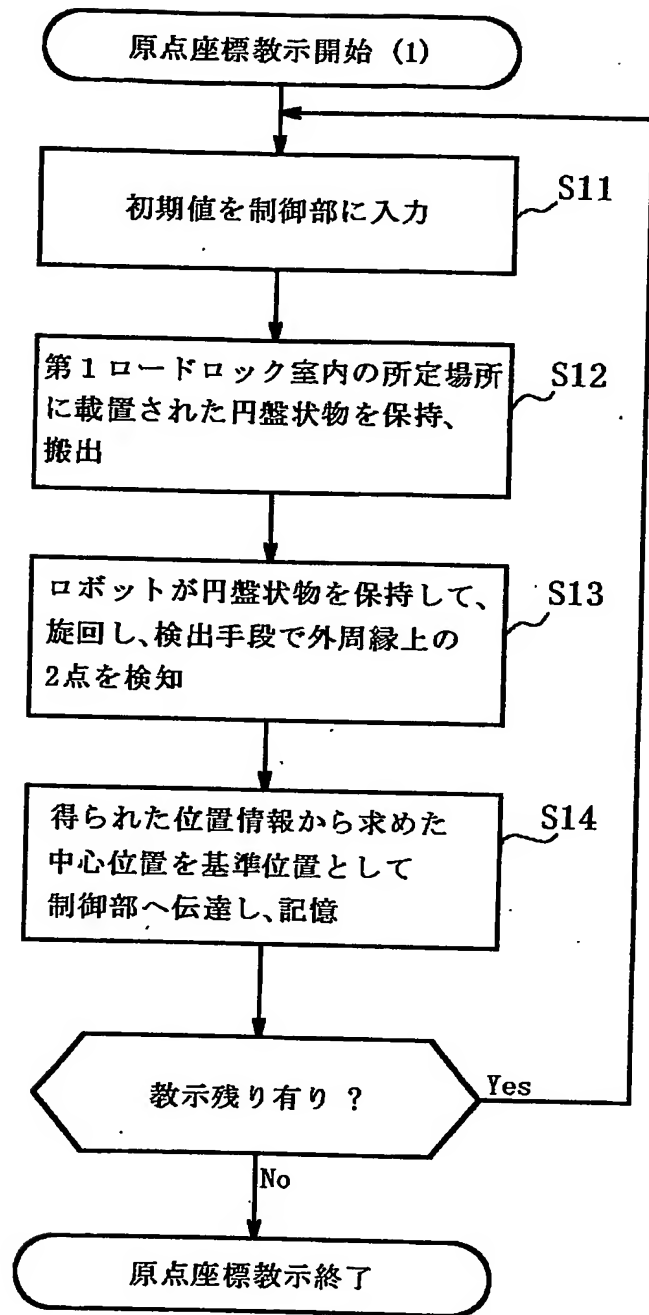 原点座標教示開始 (1)
初期値を制御部に入力
S11
第1ロードロック室内の所定場所
に載置された円盤状物を保持、
搬出
S12
ロボットが円盤状物を保持して、
旋回し、検出手段で外周縁上の
2点を検知
S13
得られた位置情報から求めた
中心位置を基準位置として
制御部へ伝達し、記憶
S14
教示残り有り ?
Yes
No
原点座標教示終了